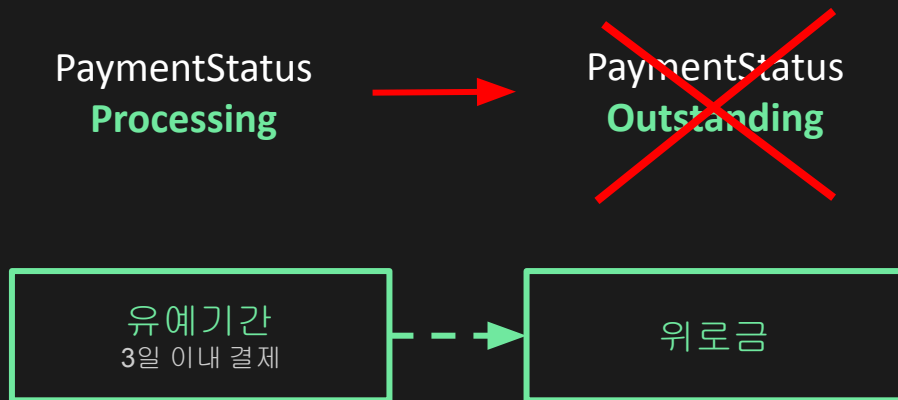 PaymentStatus
Processing
PaymentStatus
Outstanding
유예기간
3일 이내 결제
위로금